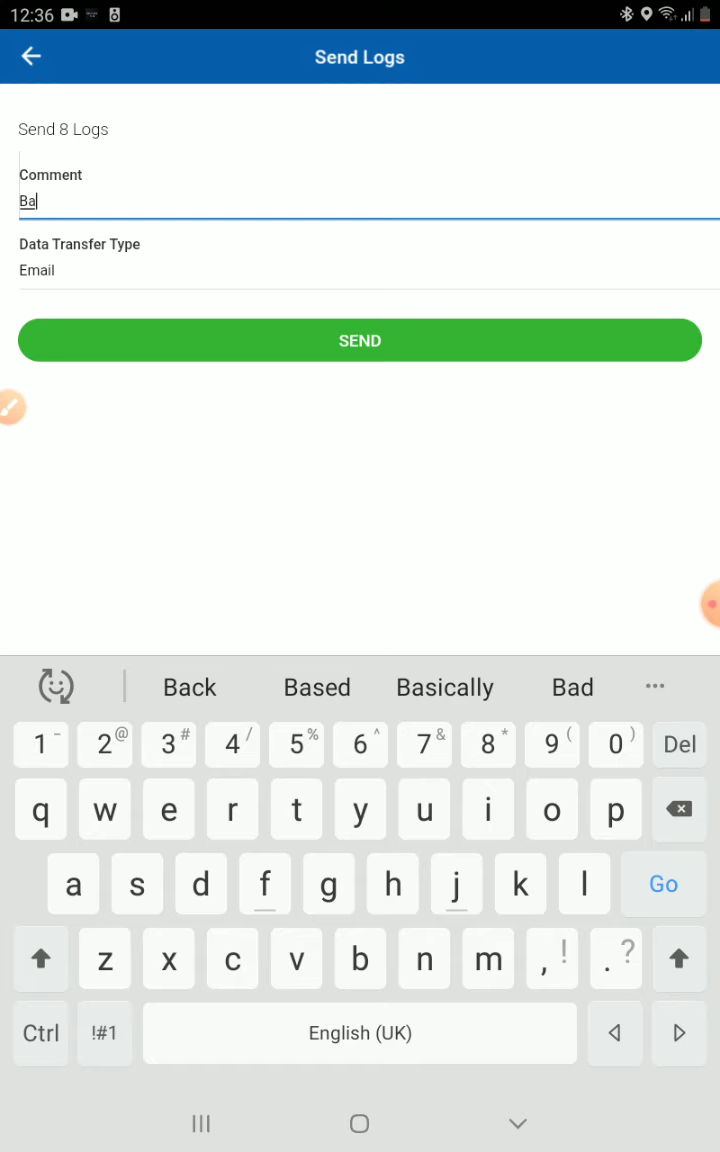 12:36
Send Logs
Send 8 Logs
Comment
Ba
Data Transfer Type
Email
SEND
Back Based Basically Bad ...
1 - 2 @ 3 # 4 / 5 % 6 ^ 7 & 8 * 9 ( 0 ) Del
q w e r t y u i o p
a s d f g h j k l Go
z x c v b n m , ! . ?
Ctrl !#1 English (UK)